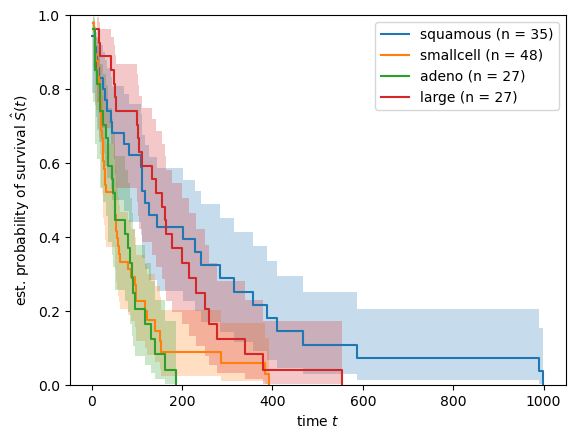 1.0
0.8
0.6
0.4
0.2
0.0
est. probability of survival Ŝ(t)
squamous (n = 35)
smallcell (n = 48)
adeno (n = 27)
large (n = 27)
0 200 400 600 800 1000
time t